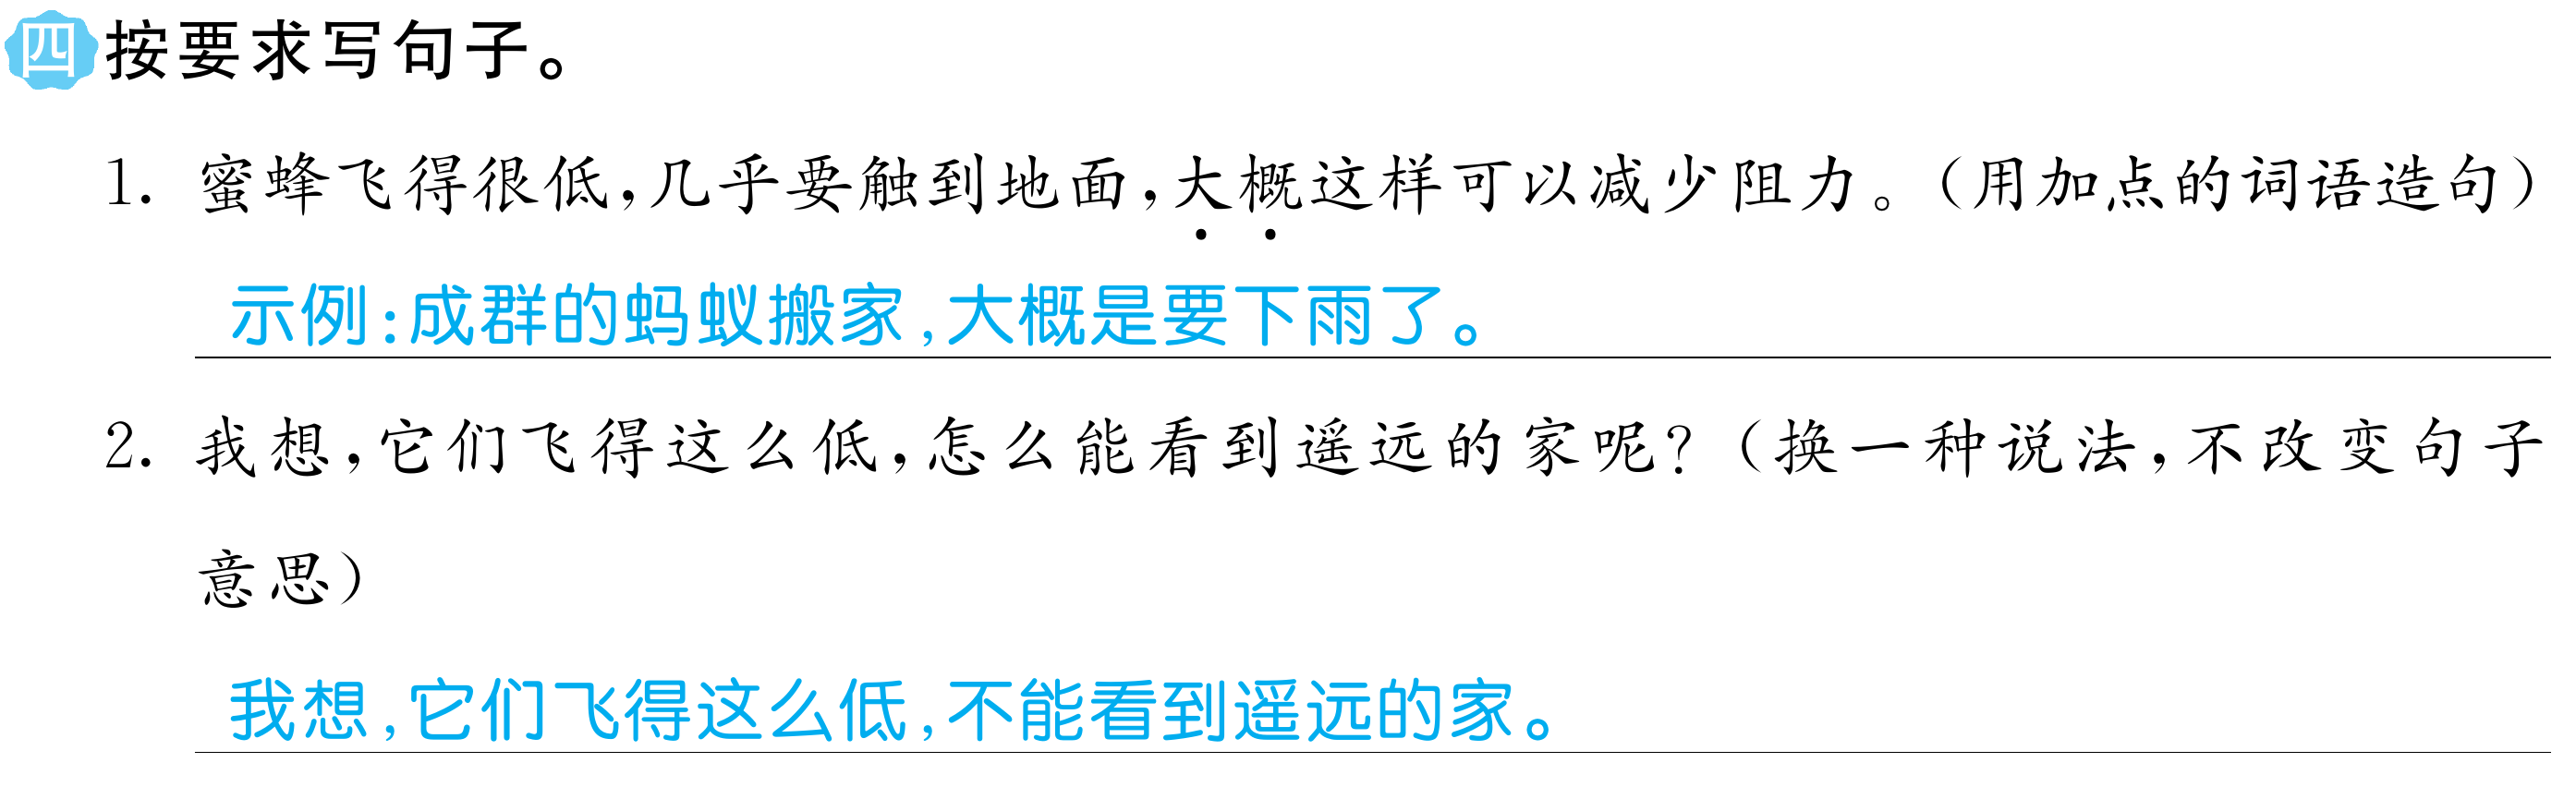 四 按要求写句子。
1. 蜜蜂飞得很低,几乎要触到地面,大概这样可以减少阻力。(用加点的词语造句)
示例:成群的蚂蚁搬家,大概是要下雨了。
2. 我想,它们飞得这么低,怎么能看到遥远的家呢?(换一种说法,不改变句子
意思)
我想,它们飞得这么低,不能看到遥远的家。